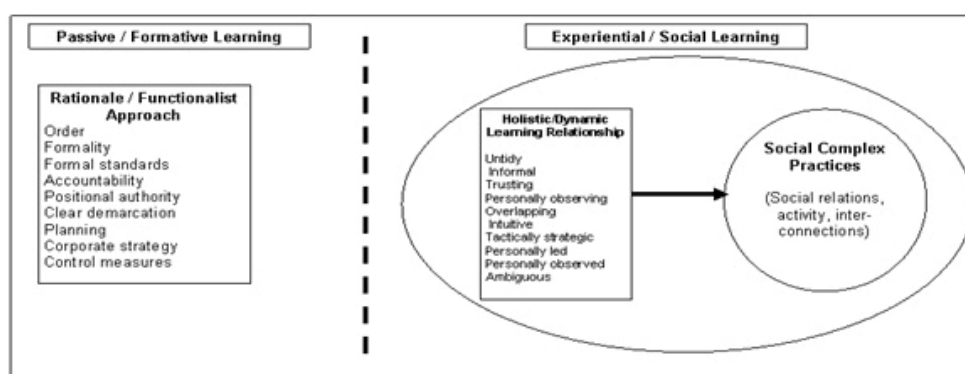 Passive / Formative Learning
Rationale / Functionalist
Approach
Order
Formality
Formal standards
Accountability
Positional authority
Clear demarcation
Planning
Corporate strategy
Control measures
Experiential / Social Learning
Holistic/Dynamic
Learning Relationship
Untidy
Informal
Trusting
Personally observing
Overlapping
Intuitive
Tactically strategic
Personally led
Personally observed
Ambiguous
Social Complex
Practices
(Social relations,
activity, inter-
connections)